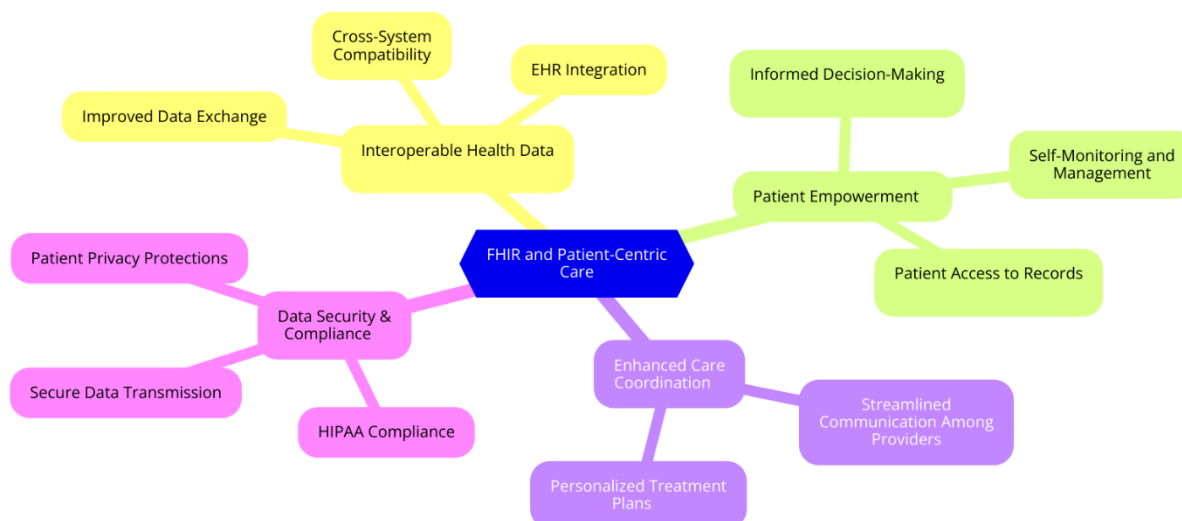 Cross-System
Compatibility
EHR Integration
Improved Data Exchange
Interoperable Health Data
Informed Decision-Making
Self-Monitoring and
Management
Patient Empowerment
Patient Access to Records
FHIR and Patient-Centric
Care
Patient Privacy Protections
Data Security &
Compliance
Secure Data Transmission
HIPAA Compliance
Enhanced Care
Coordination
Streamlined
Communication Among
Providers
Personalized Treatment
Plans